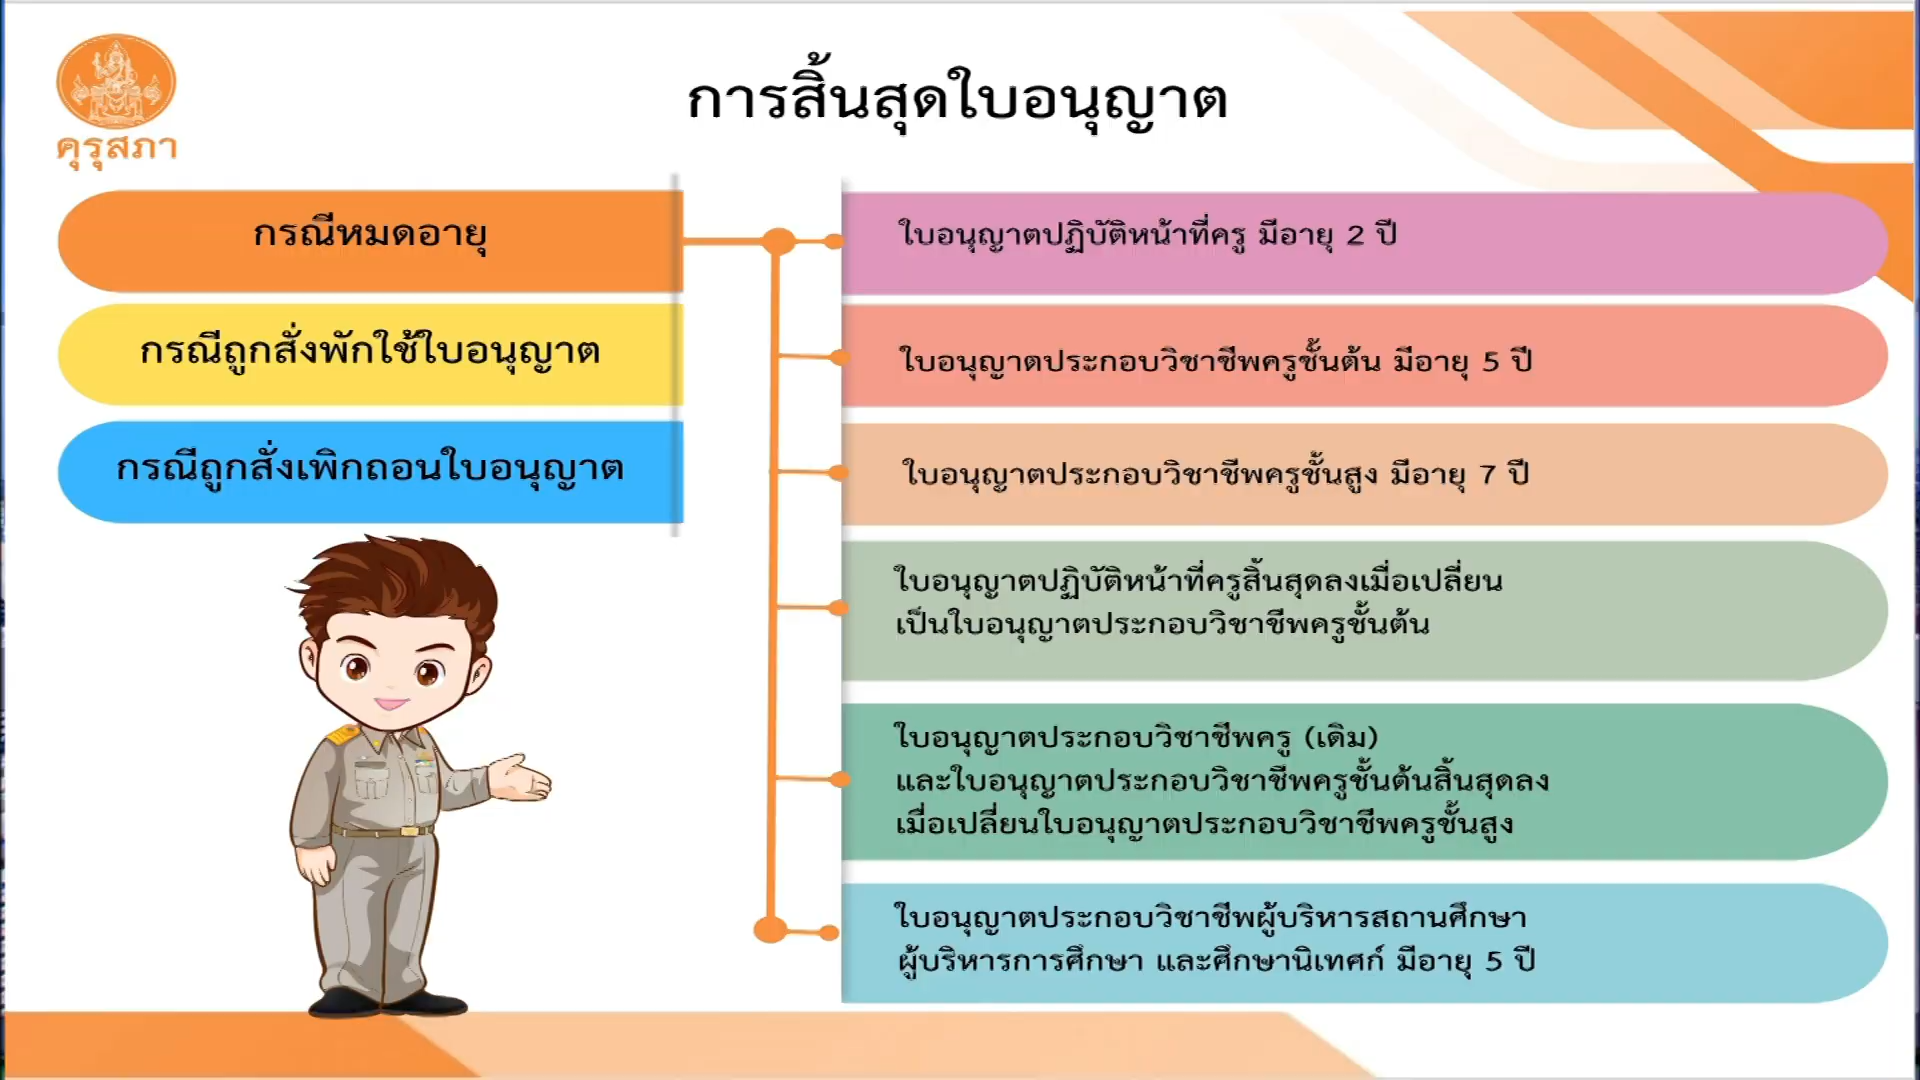 คุรุสภา
การสิ้นสุดใบอนุญาต
กรณีหมดอายุ
กรณีถูกสั่งพักใช้ใบอนุญาต
กรณีถูกสั่งเพิกถอนใบอนุญาต
ใบอนุญาตปฏิบัติหน้าที่ครู มีอายุ 2 ปี
ใบอนุญาตประกอบวิชาชีพครูชั้นต้น มีอายุ 5 ปี
ใบอนุญาตประกอบวิชาชีพครูชั้นสูง มีอายุ 7 ปี
ใบอนุญาตปฏิบัติหน้าที่ครูสิ้นสุดลงเมื่อเปลี่ยน
เป็นใบอนุญาตประกอบวิชาชีพครูชั้นต้น
ใบอนุญาตประกอบวิชาชีพครู (เดิม)
และใบอนุญาตประกอบวิชาชีพครูชั้นต้นสิ้นสุดลง
เมื่อเปลี่ยนใบอนุญาตประกอบวิชาชีพครูชั้นสูง
ใบอนุญาตประกอบวิชาชีพผู้บริหารสถานศึกษา
ผู้บริหารการศึกษา และศึกษานิเทศก์ มีอายุ 5 ปี